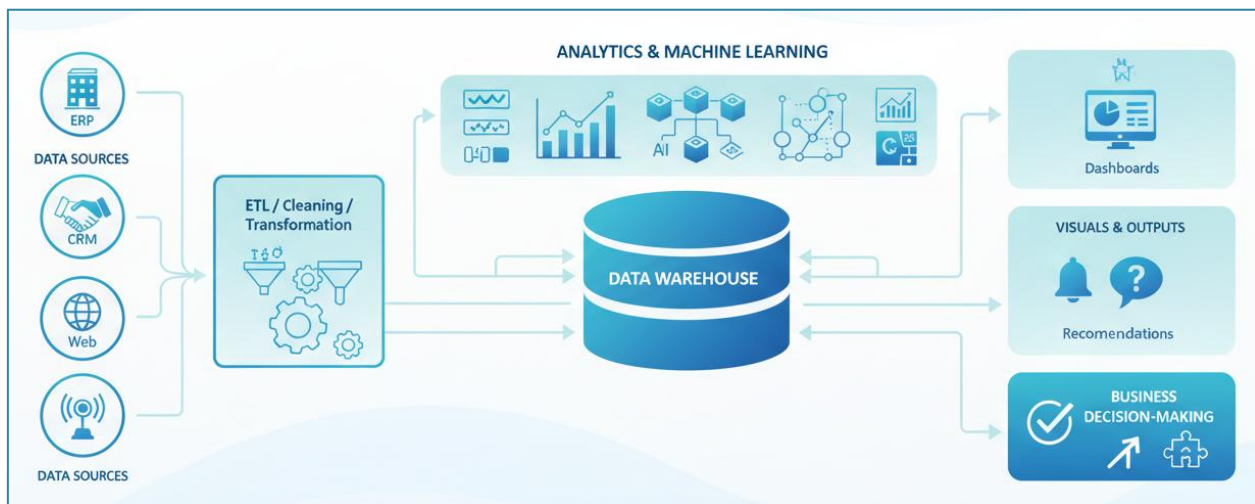 ANALYTICS & MACHINE LEARNING
ERP
DATA SOURCES
CRM
Web
DATA SOURCES
ETL / Cleaning /
Transformation
AII
DATA WAREHOUSE
Dashboards
VISUALS & OUTPUTS
Recomendations
BUSINESS
DECISION-MAKING